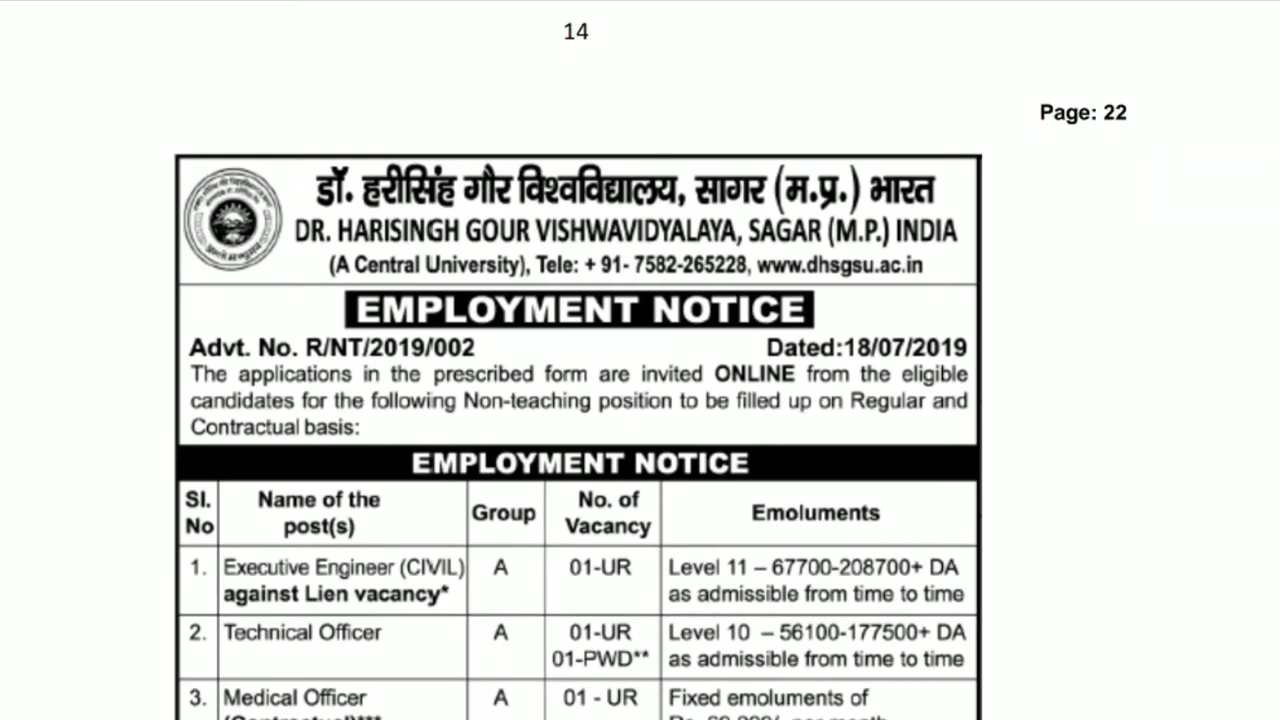 14
Page: 22
डॉ. हरीसिंह गौर विश्वविद्यालय, सागर (म.प्र.) भारत
DR. HARISINGH GOUR VISHWAVIDYALAYA, SAGAR (M.P.) INDIA
(A Central University), Tele: + 91- 7582-265228, www.dhsgsu.ac.in
EMPLOYMENT NOTICE
Advt. No. R/NT/2019/002 Dated:18/07/2019
The applications in the prescribed form are invited ONLINE from the eligible
candidates for the following Non-teaching position to be filled up on Regular and
Contractual basis:
EMPLOYMENT NOTICE
Sl. No Name of the post(s) Group No. of Vacancy Emoluments
1. Executive Engineer (CIVIL) A 01-UR Level 11 – 67700-208700+ DA
against Lien vacancy* as admissible from time to time
2. Technical Officer A 01-UR Level 10 – 56100-177500+ DA
01-PWD** as admissible from time to time
3. Medical Officer A 01 - UR Fixed emoluments of